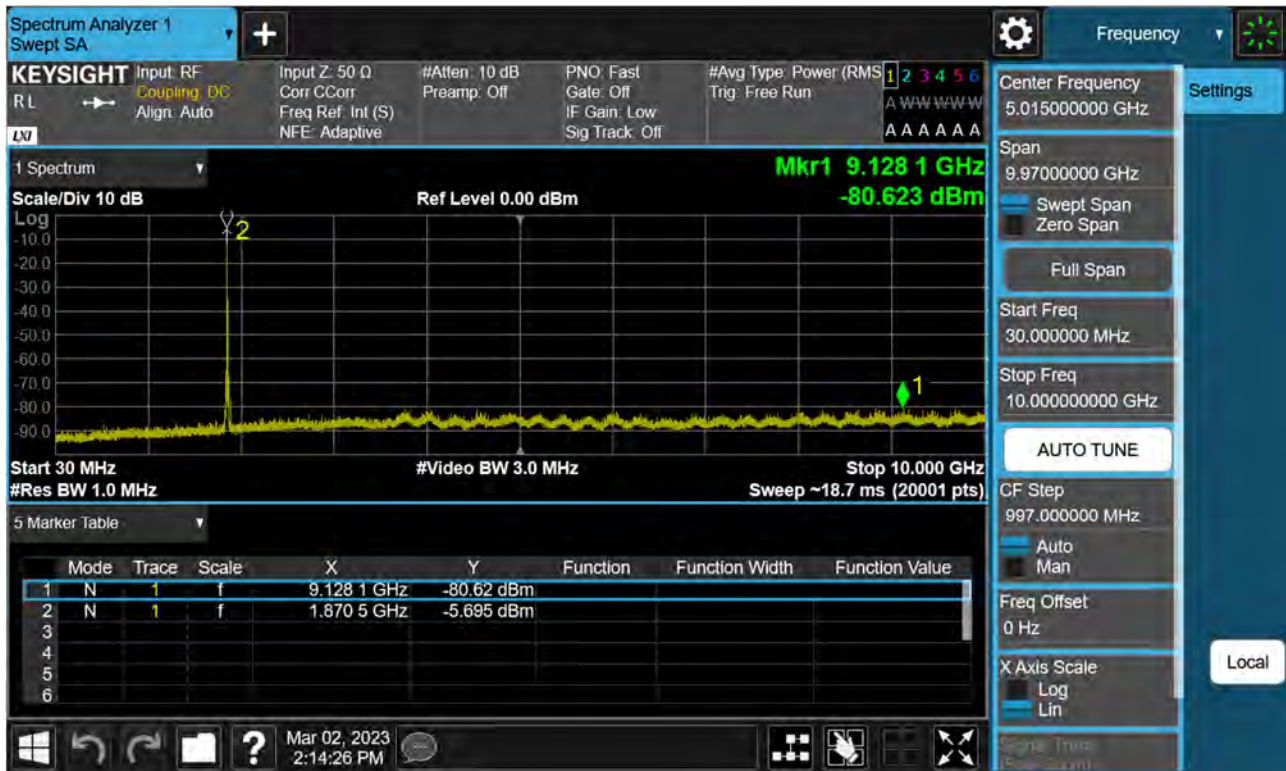 Spectrum Analyzer 1
Swept SA
Frequency
KEYSIGHT Input: RF Input Z: 50 Ω #Atten: 10 dB PNO: Fast #Avg Type: Power (RMS 1 2 3 4 5 6
RL Coupling: DC Corr CCorr Preamp: Off Gate: Off Trig: Free Run A W W W W W
Align: Auto Freq Ref: Int (S) IF Gain: Low
LXI NFE: Adaptive Sig Track: Off A A A A A A
1 Spectrum Mkr1 9.128 1 GHz
Scale/Div 10 dB Ref Level 0.00 dBm -80.623 dBm
Log
2
-10.0
-20.0
-30.0
-40.0
-50.0
-60.0
-70.0
1
-80.0
-90.0
Start 30 MHz #Video BW 3.0 MHz Stop 10.000 GHz
#Res BW 1.0 MHz Sweep ~18.7 ms (20001 pts)
5 Marker Table
Mode Trace Scale X Y Function Function Width Function Value
1 N 1 f 9.128 1 GHz -80.62 dBm
2 N 1 f 1.870 5 GHz -5.695 dBm
3
4
5
6
Center Frequency
5.015000000 GHz
Settings
Span
9.97000000 GHz
Swept Span
Zero Span
Full Span
Start Freq
30.000000 MHz
Stop Freq
10.000000000 GHz
AUTO TUNE
CF Step
997.000000 MHz
Auto
Man
Freq Offset
0 Hz
X Axis Scale
Log
Lin
Local
? Mar 02, 2023
2:14:26 PM